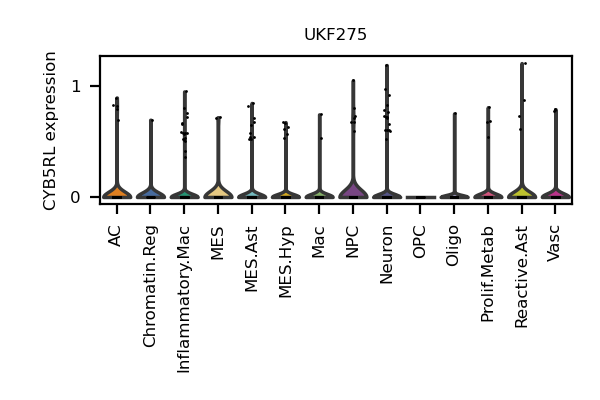 UKF275
CYB5RL expression
1
0
AC
Chromatin.Reg
Inflammatory.Mac
MES
MES.Ast
MES.Hyp
Mac
NPC
Neuron
OPC
Oligo
Prolif.Metab
Reactive.Ast
Vasc